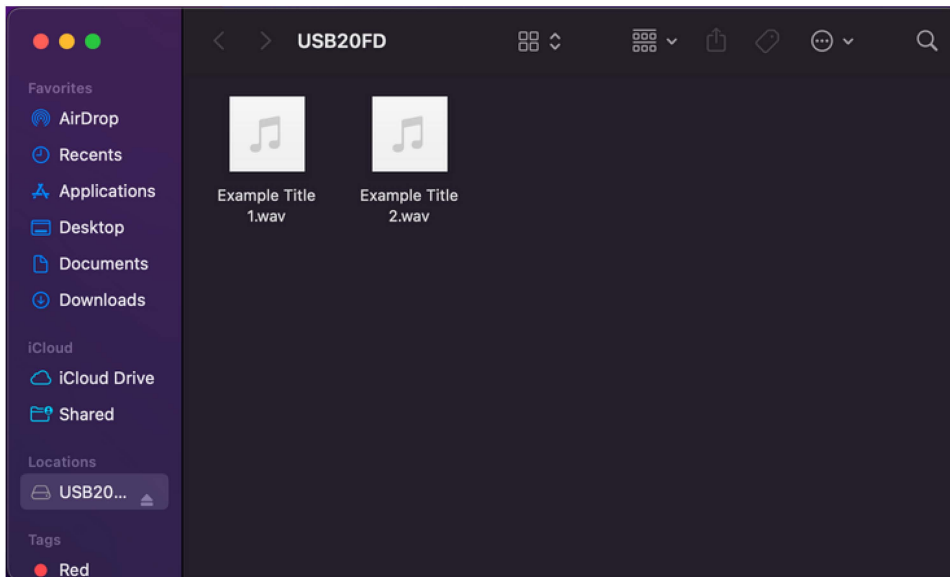 USB20FD
Favorites
AirDrop
Recents
Applications
Desktop
Documents
Downloads
iCloud
iCloud Drive
Shared
Locations
USB20...
Tags
Red
Example Title
1.wav
Example Title
2.wav